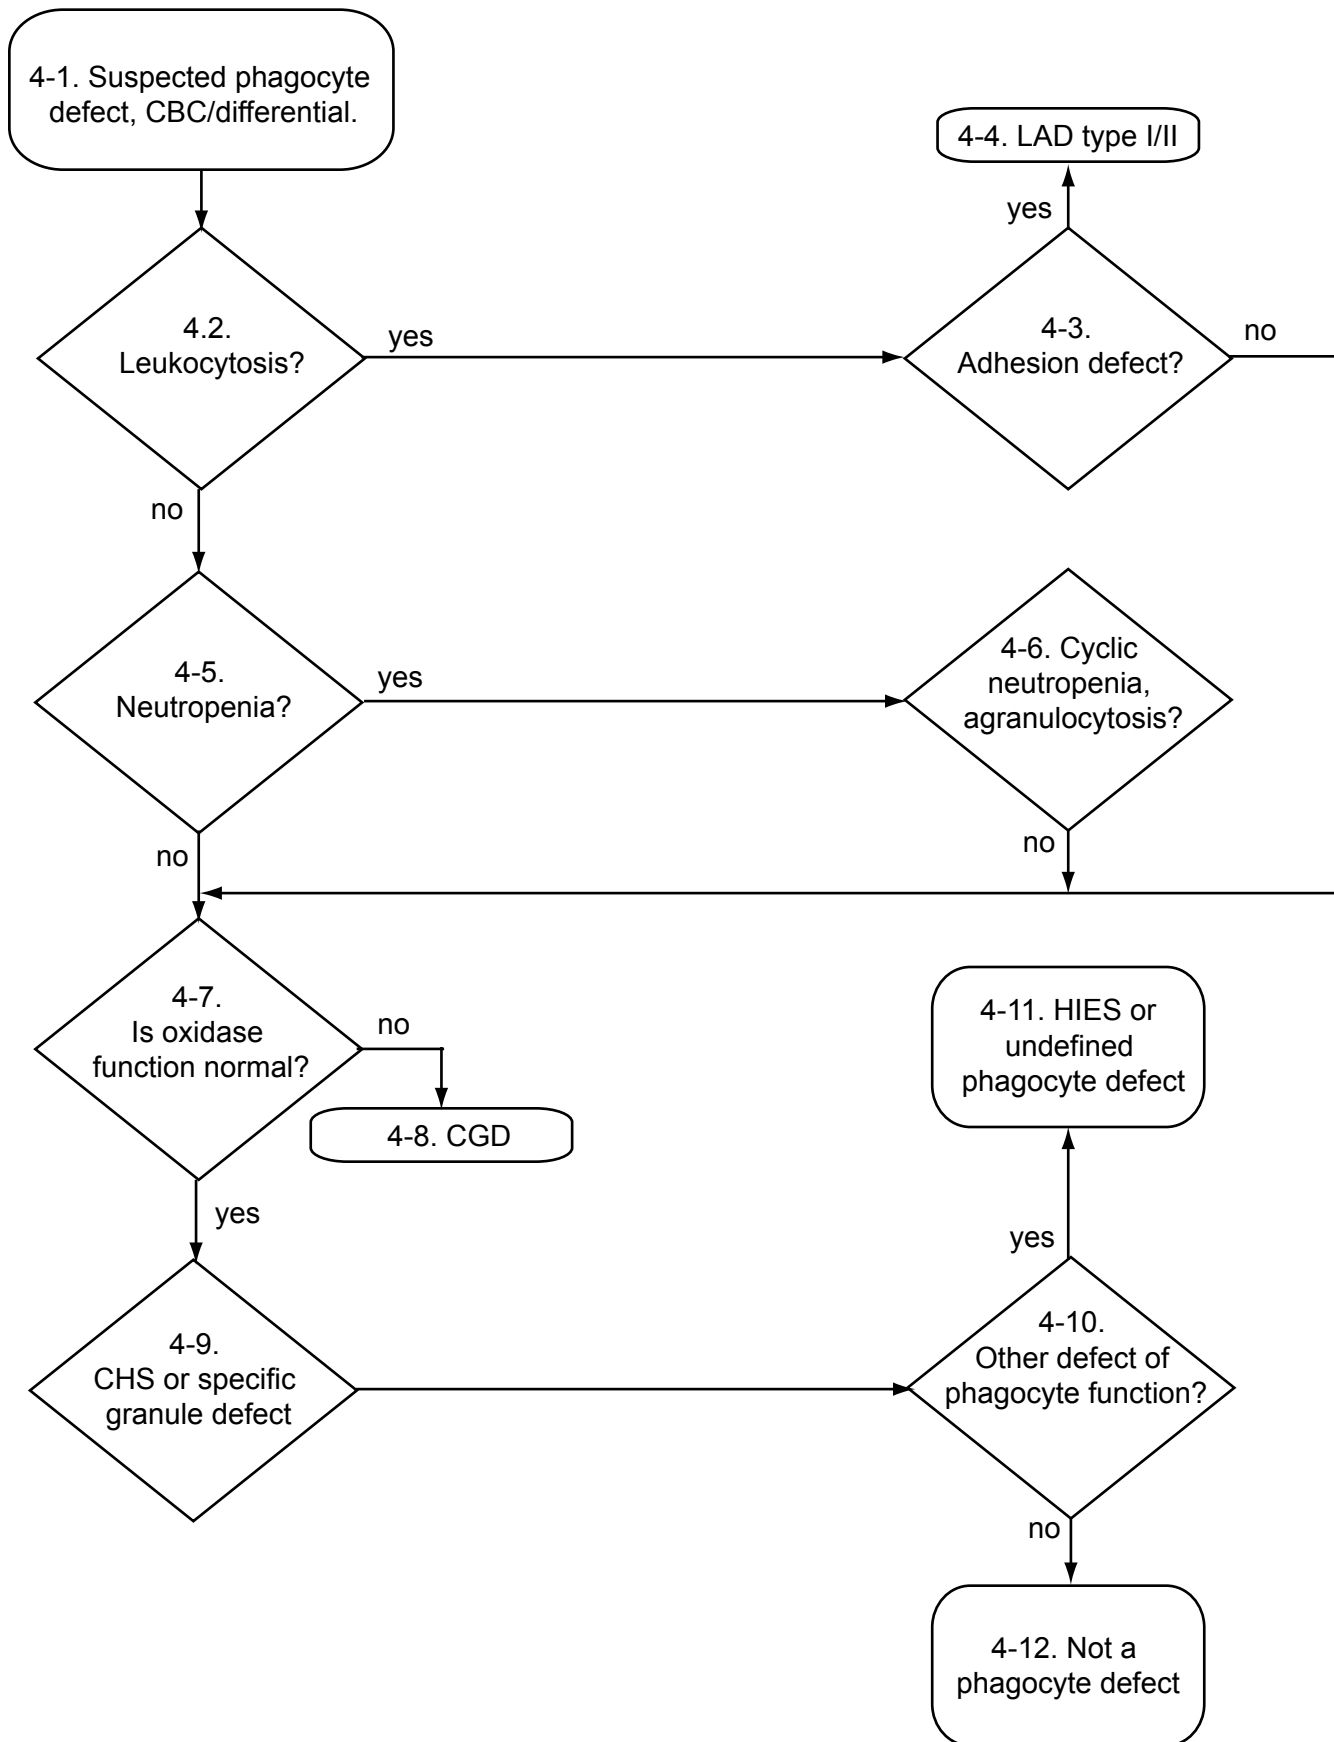 4-1. Suspected phagocyte
defect, CBC/differential.
4-4. LAD type I/II
yes
4.2.
Leukocytosis?
yes
4-3.
Adhesion defect?
no
no
4-5.
Neutropenia?
yes
4-6. Cyclic
neutropenia,
agranulocytosis?
no
no
4-7.
Is oxidase
function normal?
no
4-8. CGD
4-11. HIES or
undefined
phagocyte defect
yes
yes
4-9.
CHS or specific
granule defect
4-10.
Other defect of
phagocyte function?
no
4-12. Not a
phagocyte defect